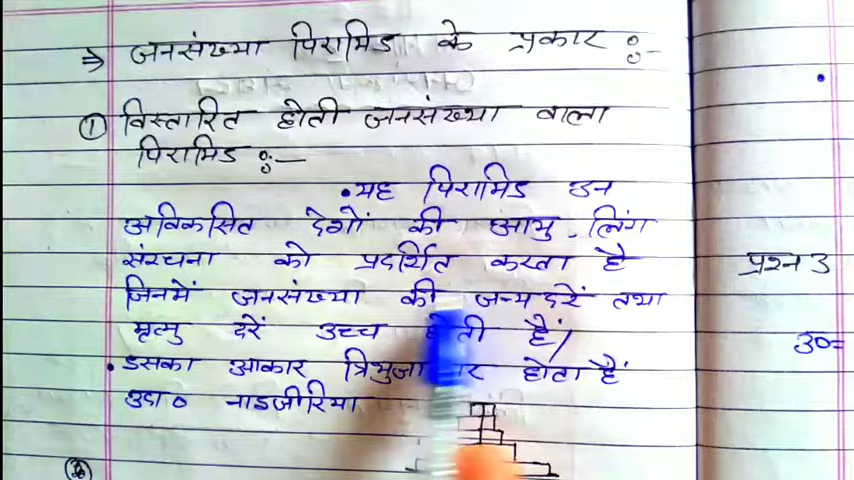 ⇒ जनसंख्या पिरामिड के प्रकार :-
① विस्तारित होती जनसंख्या वाला
पिरामिड :-
•यह पिरामिड उन
अविकसित देशों की आयु - लिंग
संरचना को प्रदर्शित करता है
जिनमें जनसंख्या की जन्म दरें तथा
मृत्यु दरें उच्च होती हैं/
•इसका आकार होता हैं
उदा० नाइजीरिया
②
प्रश्न 3
उ०=